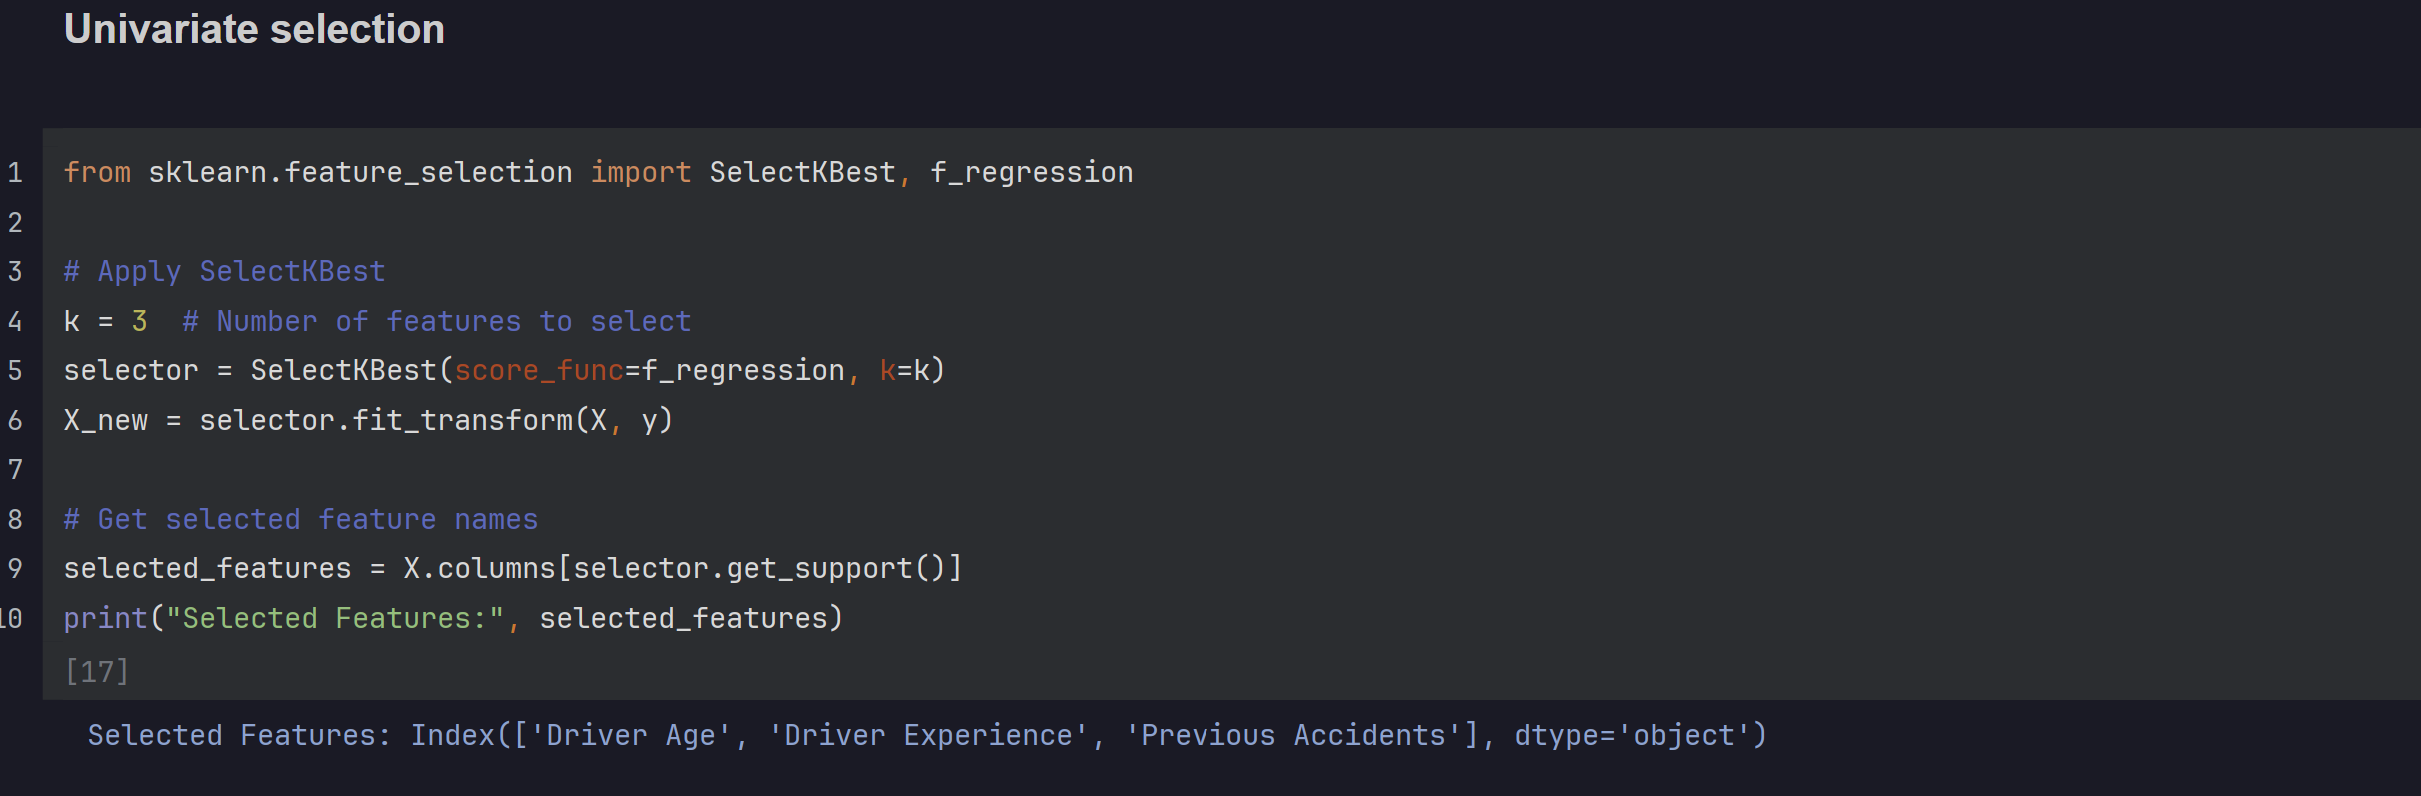 Univariate selection
1 from sklearn.feature_selection import SelectKBest, f_regression
2
3 # Apply SelectKBest
4 k = 3  # Number of features to select
5 selector = SelectKBest(score_func=f_regression, k=k)
6 X_new = selector.fit_transform(X, y)
7
8 # Get selected feature names
9 selected_features = X.columns[selector.get_support()]
10 print("Selected Features:", selected_features)
[17]
Selected Features: Index(['Driver Age', 'Driver Experience', 'Previous Accidents'], dtype='object')